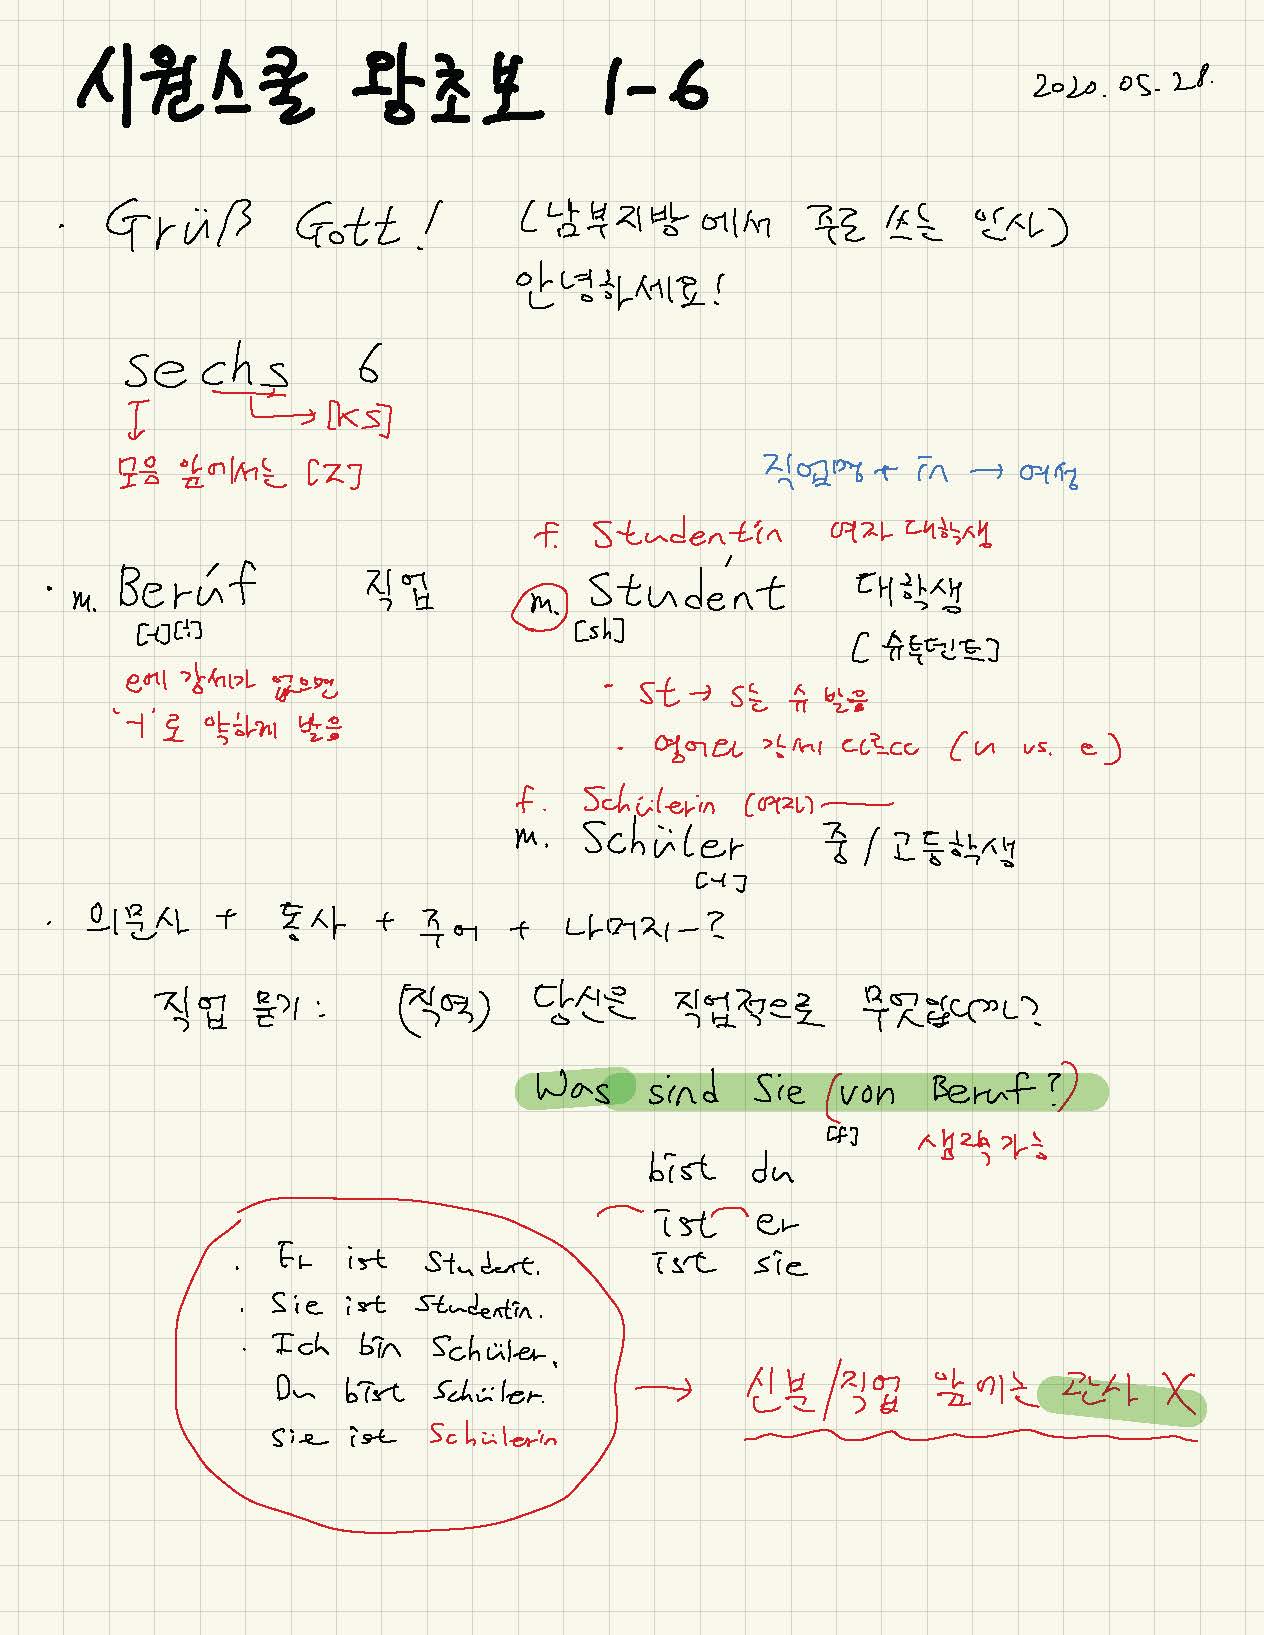 시원스쿨 왕초보 1-6
2020. 05. 28.
· Grüß Gott! (남부지방에서 주로 쓰는 인사)
안녕하세요!
sechs 6
→ [ks]
모음 앞에서는 [z]
직업명 + in → 여성
f. Studentin 여자 대학생
· m. Beruf 직업
m. Student 대학생
[ㅓ]
[sh]
[슈투덴트]
e에 강세가 없으면
'ㅓ'로 약하게 발음
· st → s는 슈 발음
· 영어와 강세 다르다 (u vs. e)
f. Schülerin (여자)
m. Schüler 중/고등학생
[ㅓ]
· 의문사 + 동사 + 주어 + 나머지~?
직업 묻기: (직역) 당신은 직업적으로 무엇입니까?
Was sind Sie (von Beruf?)
[f] 생략가능
bist du
ist er
ist sie
· Er ist Student.
· Sie ist Studentin.
· Ich bin Schüler.
Du bist Schüler.
Sie ist Schülerin
→ 신분/직업 앞에는 관사 X